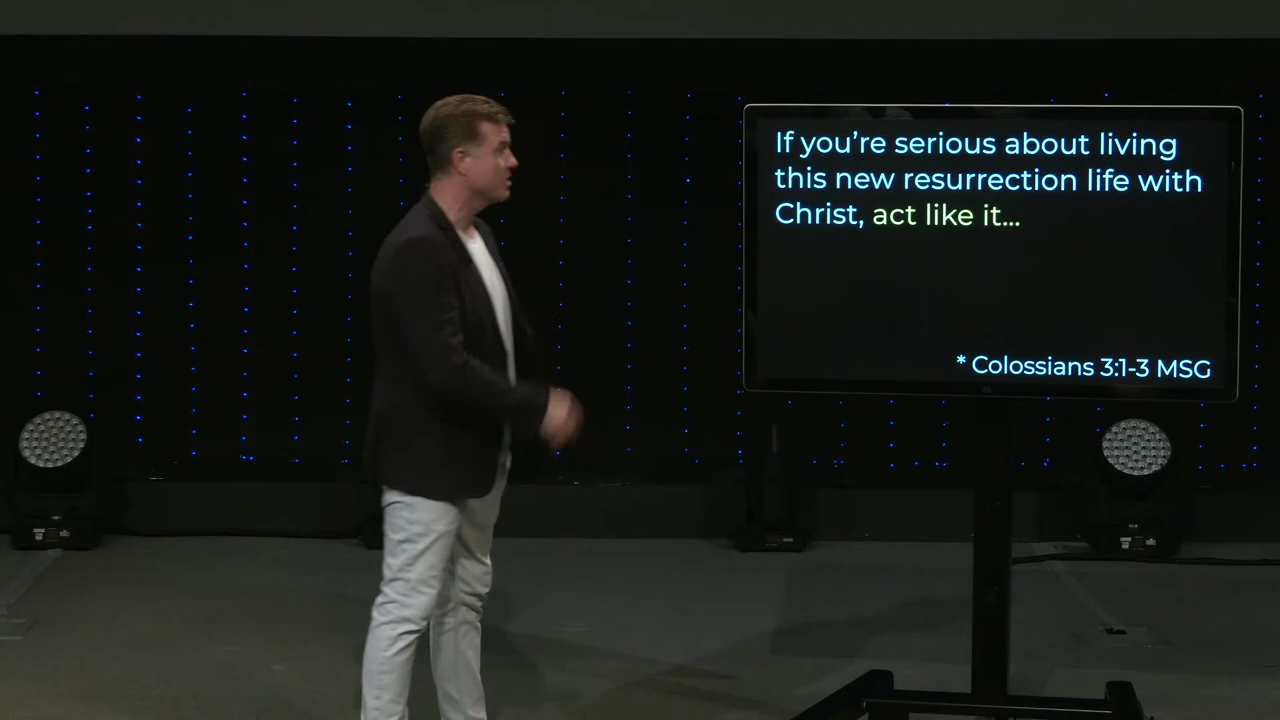 If you’re serious about living
this new resurrection life with
Christ, act like it...
* Colossians 3:1-3 MSG